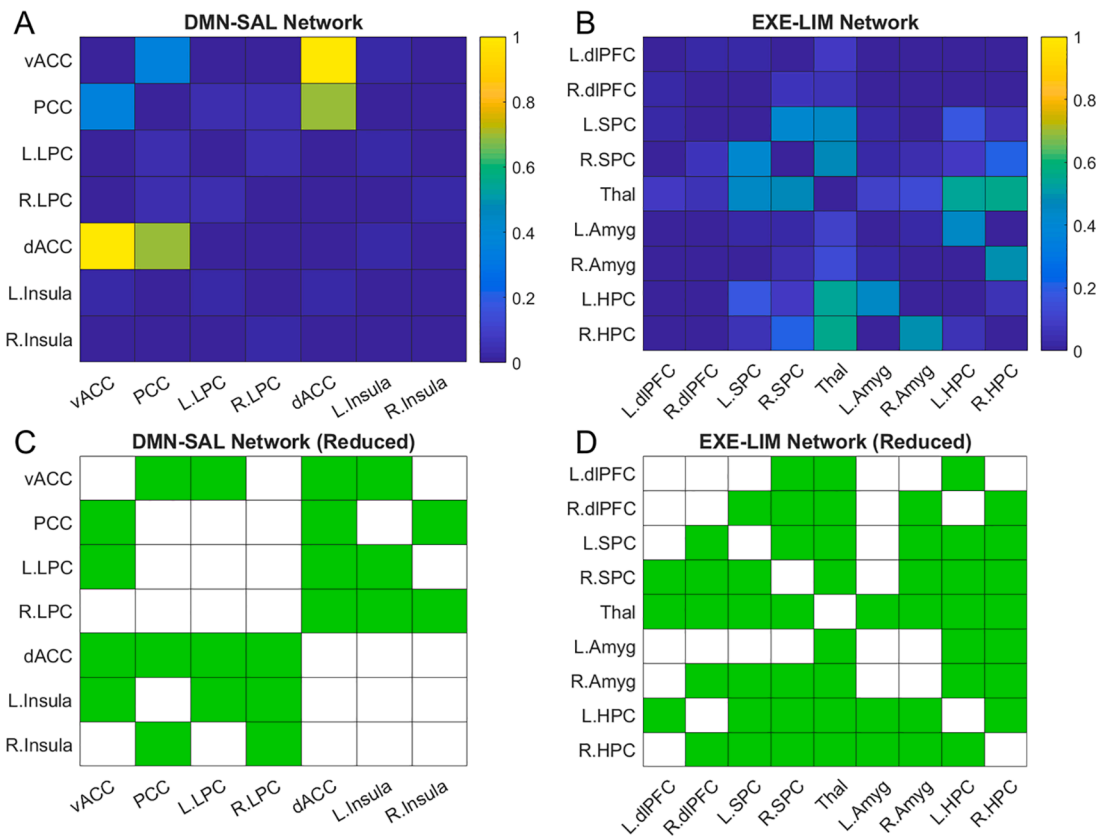 A
DMN-SAL Network
vACC
PCC
L.LPC
R.LPC
dACC
L.Insula
R.Insula
vACC PCC L.LPC R.LPC dACC L.Insula R.Insula
1
0.8
0.6
0.4
0.2
0
B
EXE-LIM Network
L.dlPFC
R.dlPFC
L.SPC
R.SPC
Thal
L.Amyg
R.Amyg
L.HPC
R.HPC
L.dlPFC R.dlPFC L.SPC R.SPC Thal L.Amyg R.Amyg L.HPC R.HPC
1
0.8
0.6
0.4
0.2
0
C
DMN-SAL Network (Reduced)
vACC
PCC
L.LPC
R.LPC
dACC
L.Insula
R.Insula
vACC PCC L.LPC R.LPC dACC L.Insula R.Insula
D
EXE-LIM Network (Reduced)
L.dlPFC
R.dlPFC
L.SPC
R.SPC
Thal
L.Amyg
R.Amyg
L.HPC
R.HPC
L.dlPFC R.dlPFC L.SPC R.SPC Thal L.Amyg R.Amyg L.HPC R.HPC